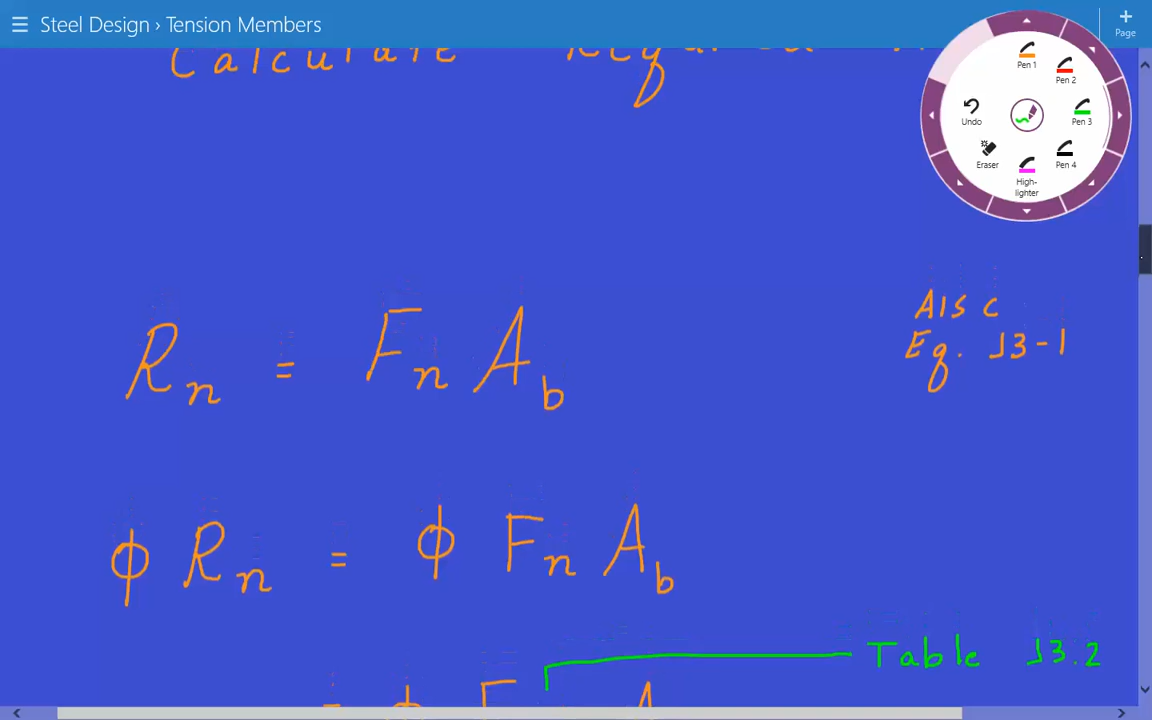 Steel Design › Tension Members
Page
Pen 1
Pen 2
Undo
Pen 3
Eraser
Pen 4
High-
lighter
Calculate
AISC
Rn = Fn Ab
Eq. J3-1
ϕ Rn = ϕ Fn Ab
Table J3.2